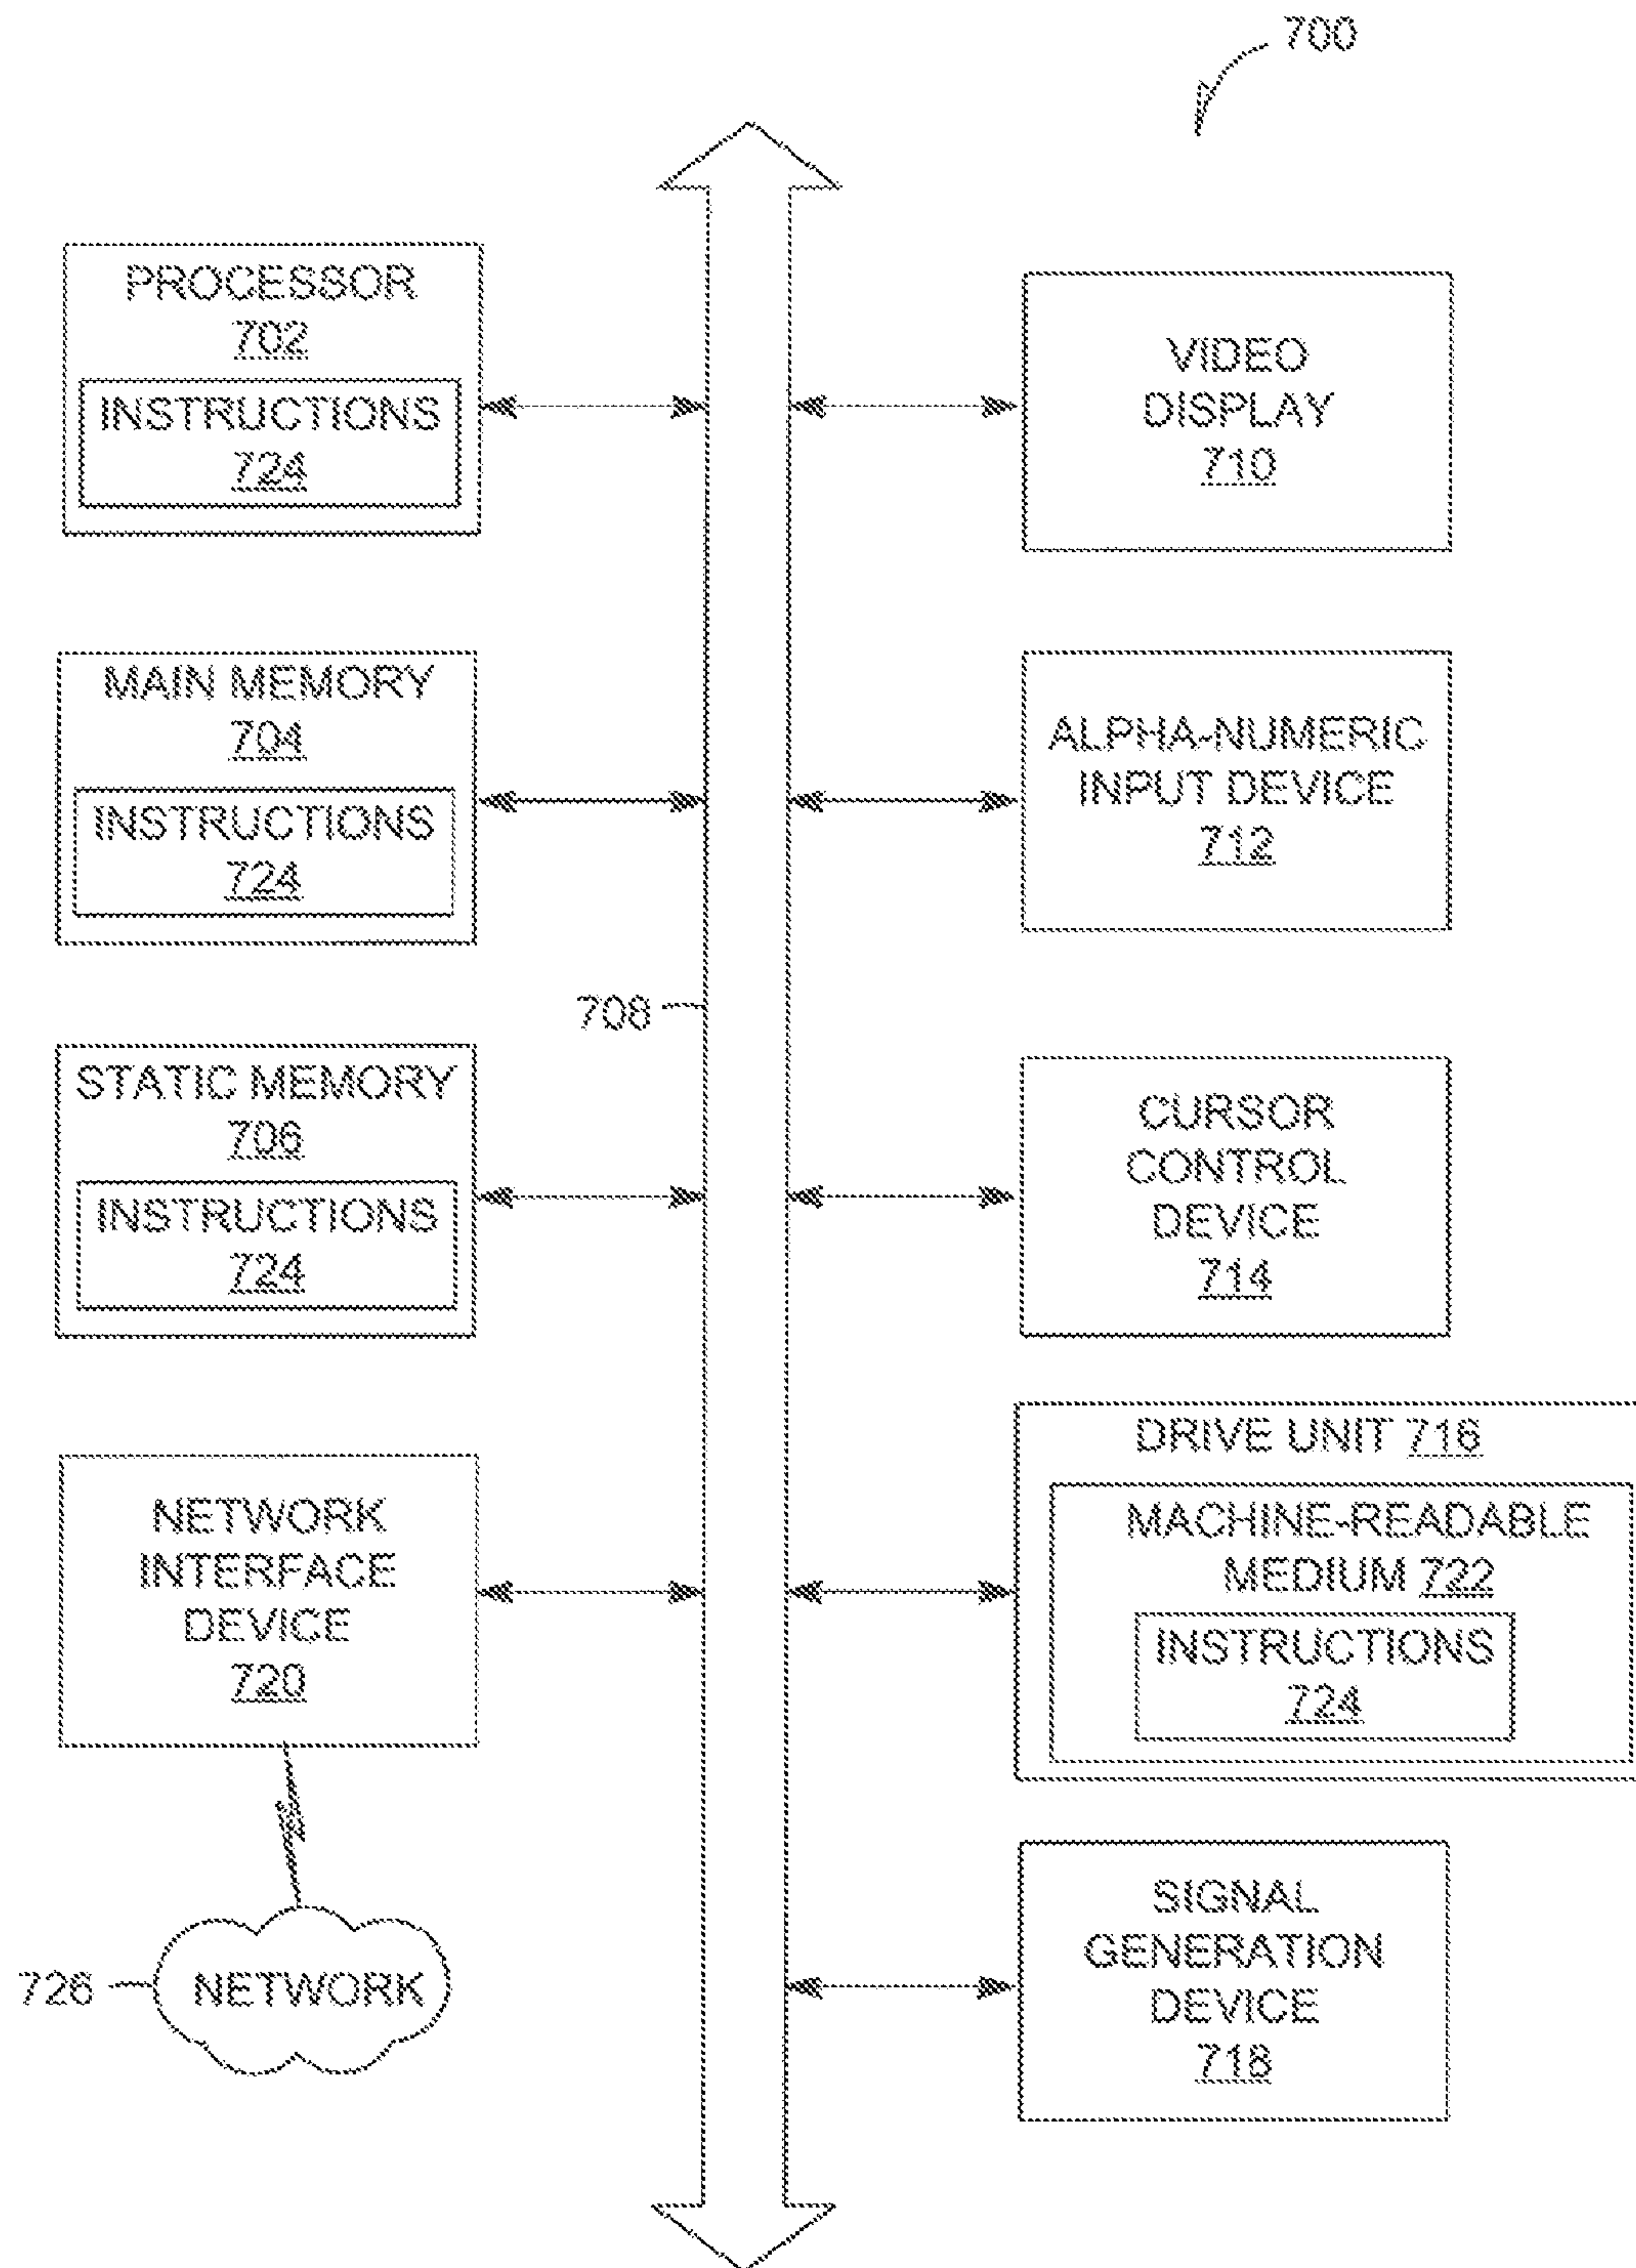 700
PROCESSOR
702
INSTRUCTIONS
724
VIDEO
DISPLAY
710
MAIN MEMORY
704
INSTRUCTIONS
724
ALPHA-NUMERIC
INPUT DEVICE
712
708
STATIC MEMORY
706
INSTRUCTIONS
724
CURSOR
CONTROL
DEVICE
714
NETWORK
INTERFACE
DEVICE
720
DRIVE UNIT 716
MACHINE-READABLE
MEDIUM 722
INSTRUCTIONS
724
726
NETWORK
SIGNAL
GENERATION
DEVICE
718